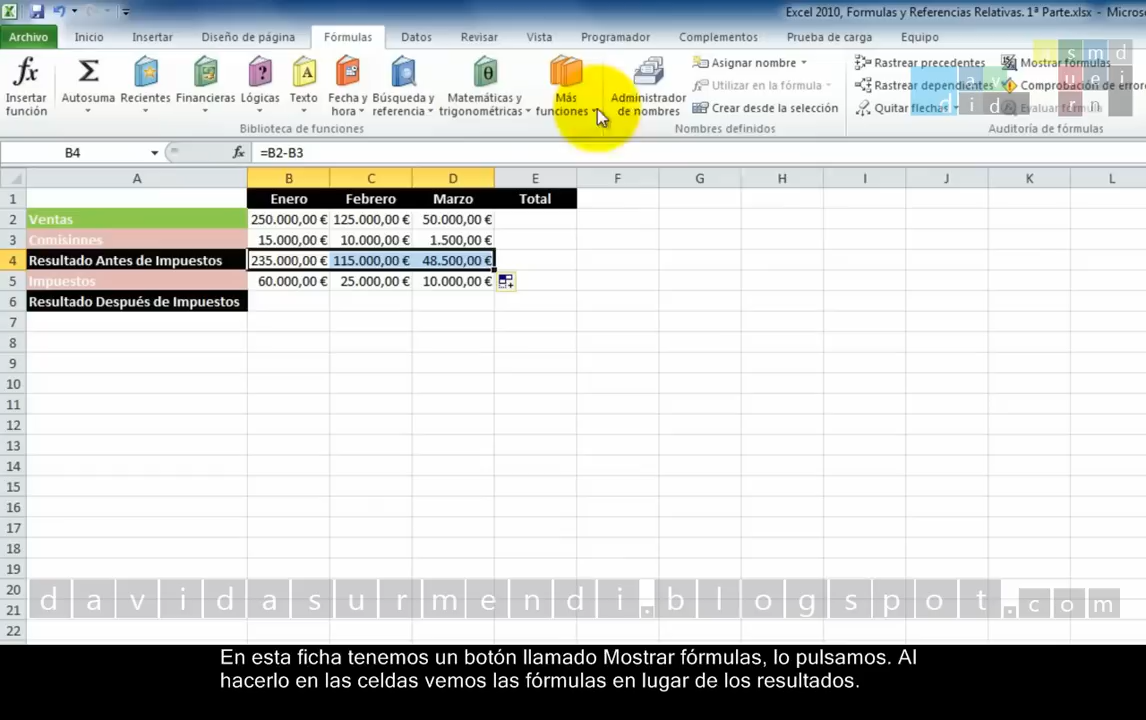 Excel 2010, Formulas y Referencias Relativas. 1ª Parte.xlsx - Micros
Archivo Inicio Insertar Diseño de página Fórmulas Datos Revisar Vista Programador Complementos Prueba de carga Equipo
Insertar función
Autosuma
Recientes
Financieras
Lógicas
Texto
Fecha y hora
Búsqueda y referencia
Matemáticas y trigonométricas
Más funciones
Biblioteca de funciones
Administrador de nombres
Asignar nombre
Utilizar en la fórmula
Crear desde la selección
Nombres definidos
Rastrear precedentes
Rastrear dependientes
Quitar flechas
Mostrar fórmulas
Comprobación de errore
Evaluar fórmula
Auditoría de fórmulas
B4 fx =B2-B3
A B C D E F G H I J K L
1 Enero Febrero Marzo Total
2 Ventas 250.000,00 € 125.000,00 € 50.000,00 €
3 Comisiones 15.000,00 € 10.000,00 € 1.500,00 €
4 Resultado Antes de Impuestos 235.000,00 € 115.000,00 € 48.500,00 €
5 Impuestos 60.000,00 € 25.000,00 € 10.000,00 €
6 Resultado Después de Impuestos
7
8
9
10
11
12
13
14
15
16
17
18
19
20
21
22
davidasurmendi.blogspot.com
En esta ficha tenemos un botón llamado Mostrar fórmulas, lo pulsamos. Al
hacerlo en las celdas vemos las fórmulas en lugar de los resultados.